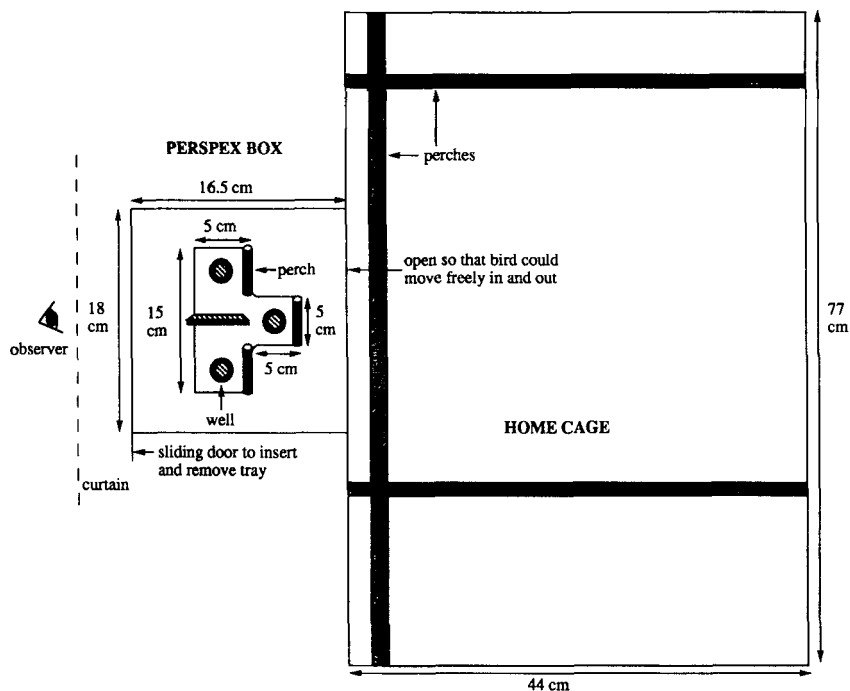 PERSPEX BOX
16.5 cm
5 cm
perch
perches
open so that bird could
move freely in and out
18
cm
15
cm
5
cm
5 cm
observer
77
cm
well
HOME CAGE
sliding door to insert
and remove tray
curtain
44 cm